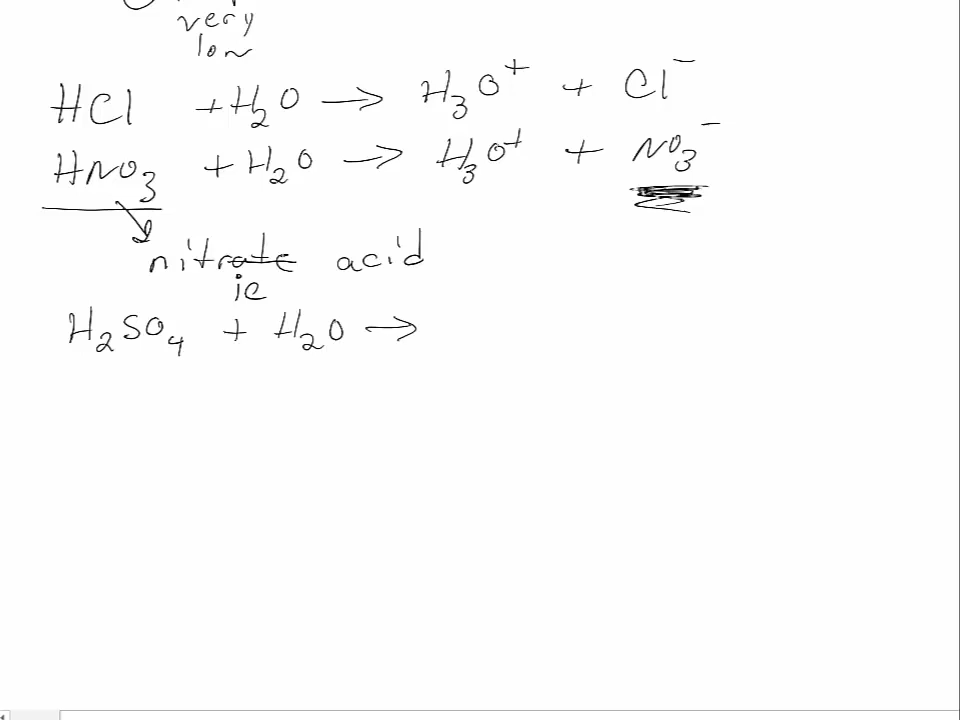 very
low
HCl + H₂O → H₃O⁺ + Cl⁻
HNO₃ + H₂O → H₃O⁺ + NO₃⁻
nitrate acid
ic
H₂SO₄ + H₂O →